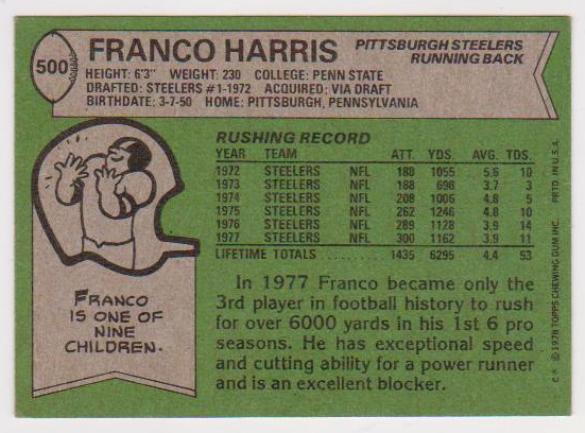 500
FRANCO HARRIS
PITTSBURGH STEELERS
RUNNING BACK
HEIGHT: 6'3" WEIGHT: 230 COLLEGE: PENN STATE
DRAFTED: STEELERS #1-1972 ACQUIRED: VIA DRAFT
BIRTHDATE: 3-7-50 HOME: PITTSBURGH, PENNSYLVANIA
RUSHING RECORD
YEAR TEAM ATT. YDS. AVG. TDS.
1972 STEELERS NFL 188 1055 5.6 10
1973 STEELERS NFL 188 698 3.7 3
1974 STEELERS NFL 208 1006 4.8 5
1975 STEELERS NFL 262 1246 4.8 10
1976 STEELERS NFL 289 1128 3.9 14
1977 STEELERS NFL 300 1162 3.9 11
LIFETIME TOTALS .......... 1435 6295 4.4 53
FRANCO
IS ONE OF
NINE
CHILDREN.
In 1977 Franco became only the
3rd player in football history to rush
for over 6000 yards in his 1st 6 pro
seasons. He has exceptional speed
and cutting ability for a power runner
and is an excellent blocker.
C* © 1978 TOPPS CHEWING GUM INC. PRTD. IN U.S.A.